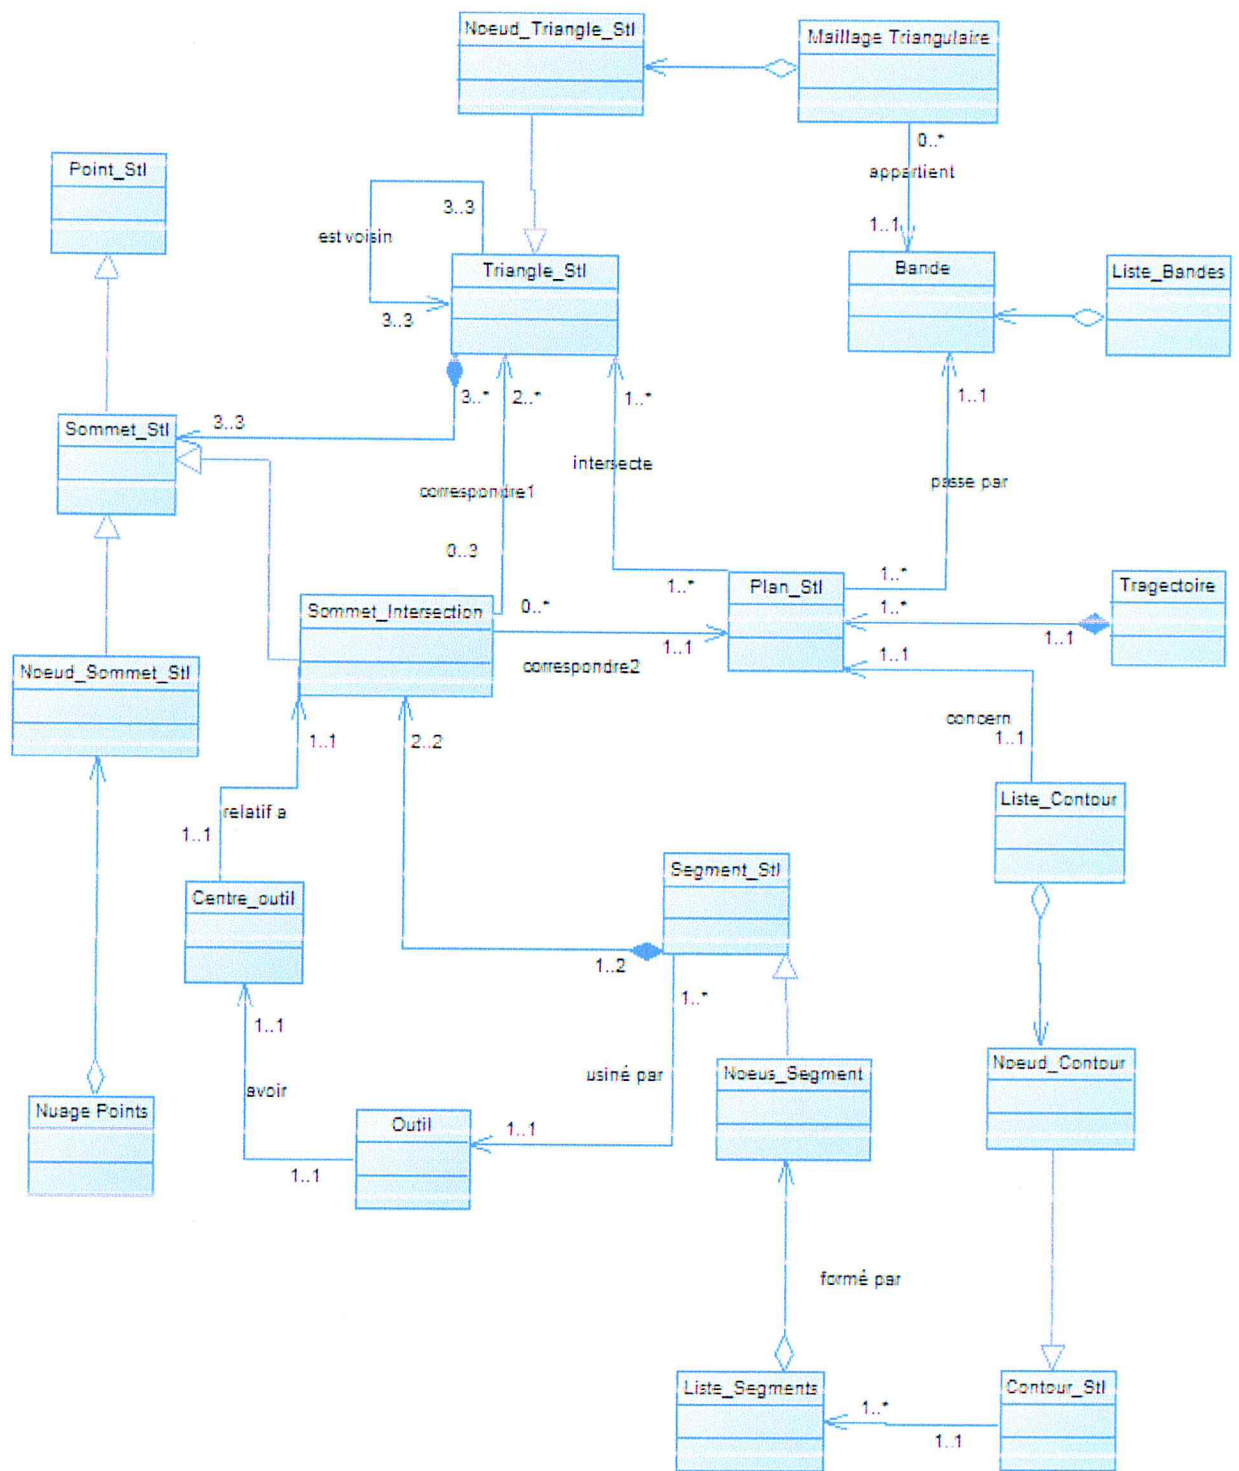 Noeud_Triangle_Stl
Maillage Triangulaire
0..*
appartient
1..1
Point_Stl
3..3
est voisin
3..3
Triangle_Stl
Bande
Liste_Bandes
3..*
2..*
1..*
1..1
Sommet_Stl
3..3
intersecte
passe par
correspondre1
0..3
1..*
1..*
Sommet_Intersection
0..*
1..1
correspondre2
Plan_Stl
1..*
1..1
Tragectoire
1..1
Noeud_Sommet_Stl
concern
1..1
1..1
2..2
relatif a
1..1
Liste_Contour
Segment_Stl
Centre_outil
1..2
1..*
1..1
usiné par
Noeus_Segment
Noeud_Contour
avoir
Nuage Points
Outil
1..1
1..1
formé par
Liste_Segments
1..*
1..1
Contour_Stl